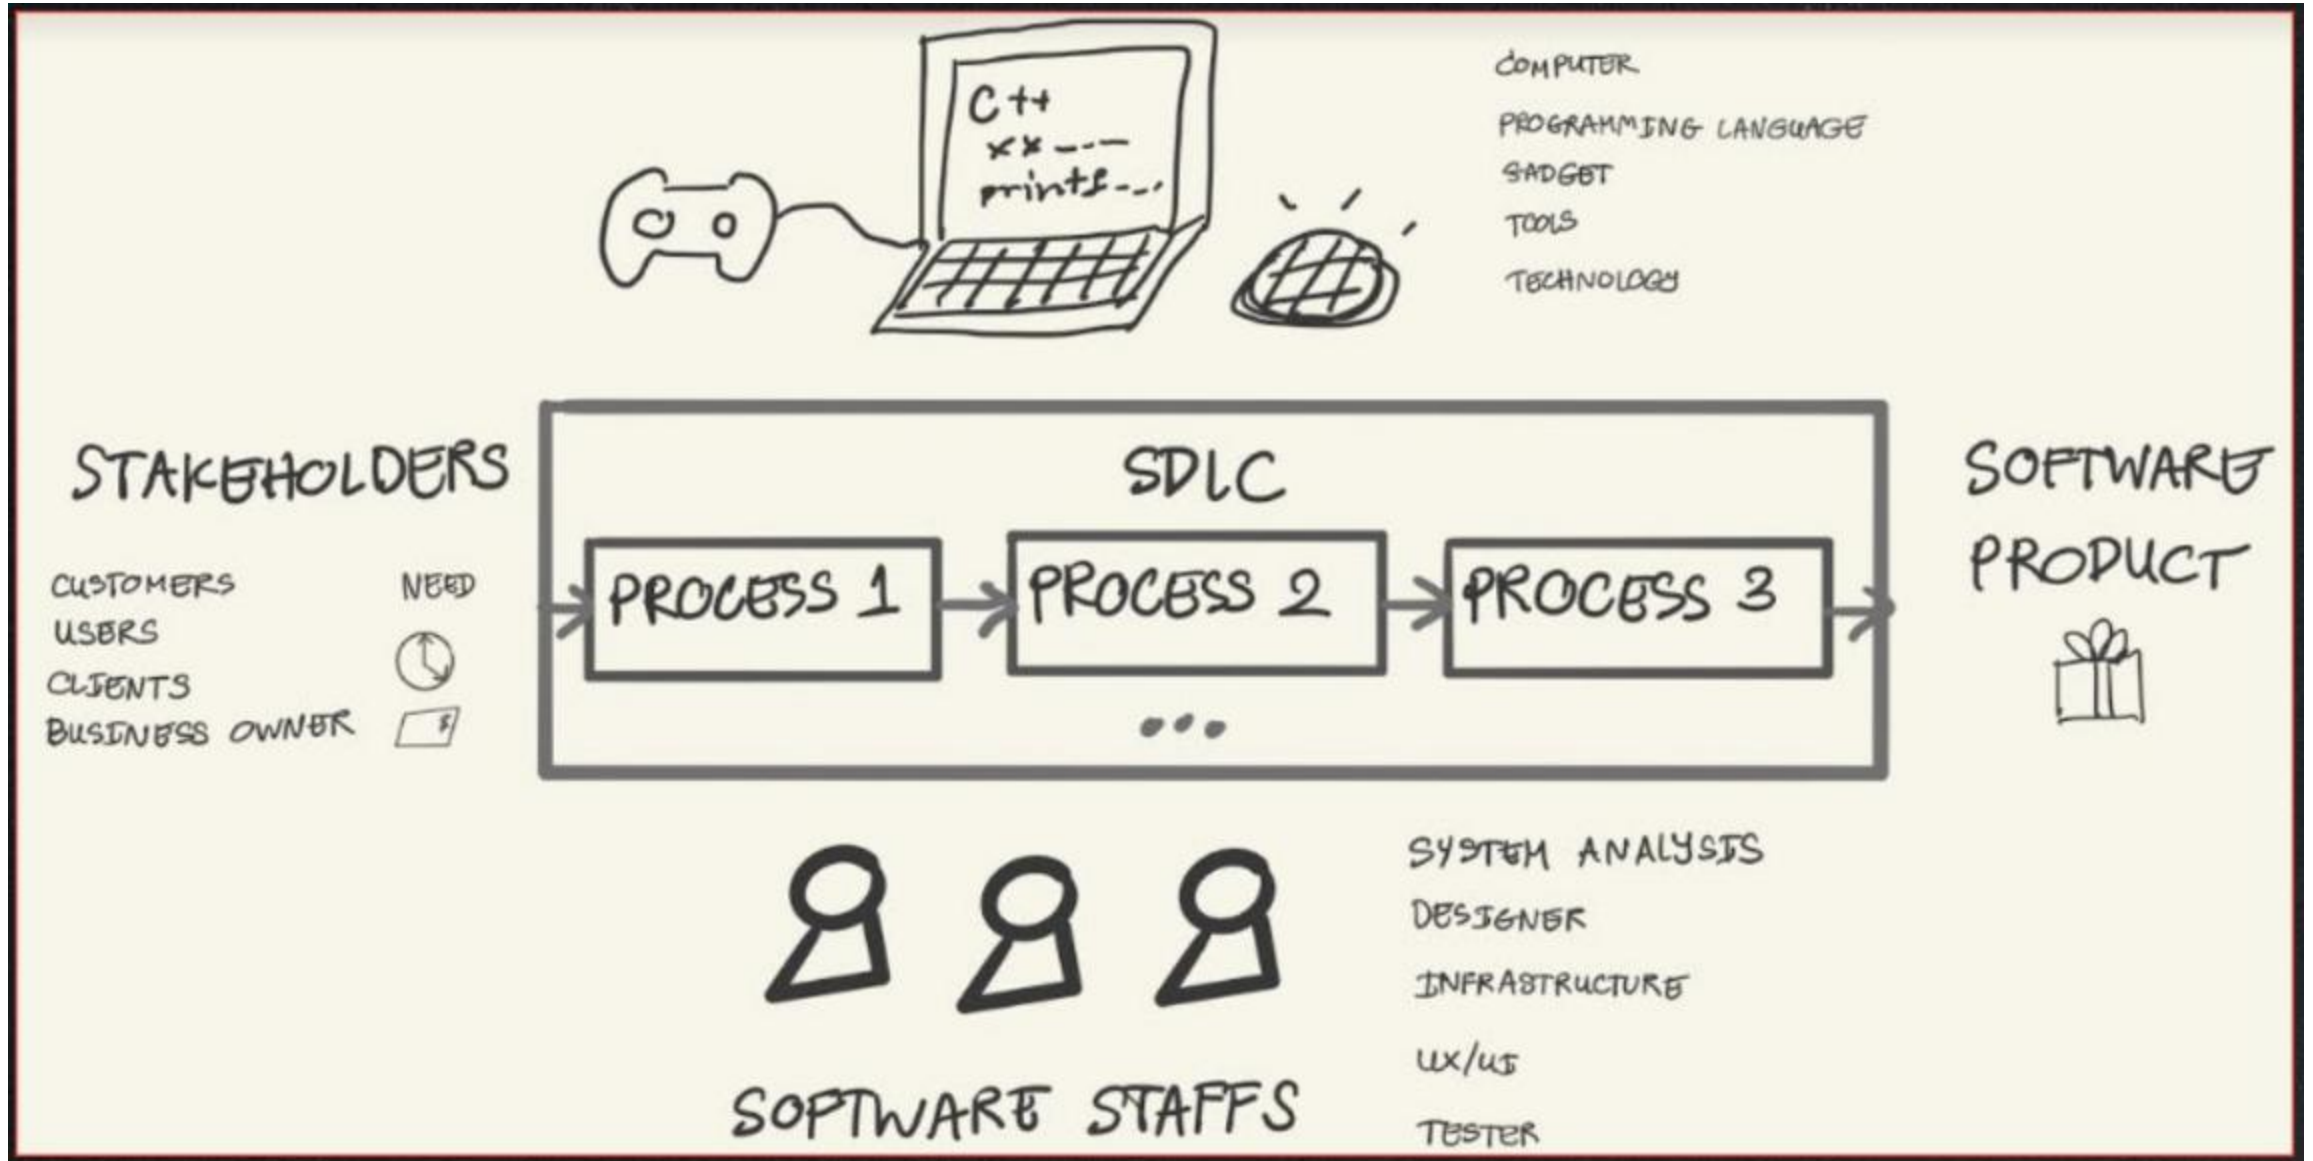 C++
xx----
printf---
COMPUTER
PROGRAMMING LANGUAGE
GADGET
TOOLS
TECHNOLOGY
STAKEHOLDERS
CUSTOMERS
USERS
CLIENTS
BUSINESS OWNER
NEED
$
SDLC
PROCESS 1
PROCESS 2
PROCESS 3
...
SOFTWARE
PRODUCT
SOFTWARE STAFFS
SYSTEM ANALYSIS
DESIGNER
INFRASTRUCTURE
UX/UI
TESTER